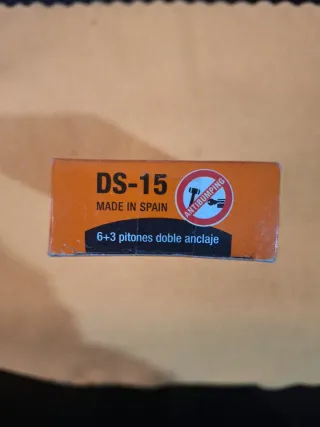 DS-15
MADE IN SPAIN
ANTIBUMPING
6+3 pitones doble anclaje